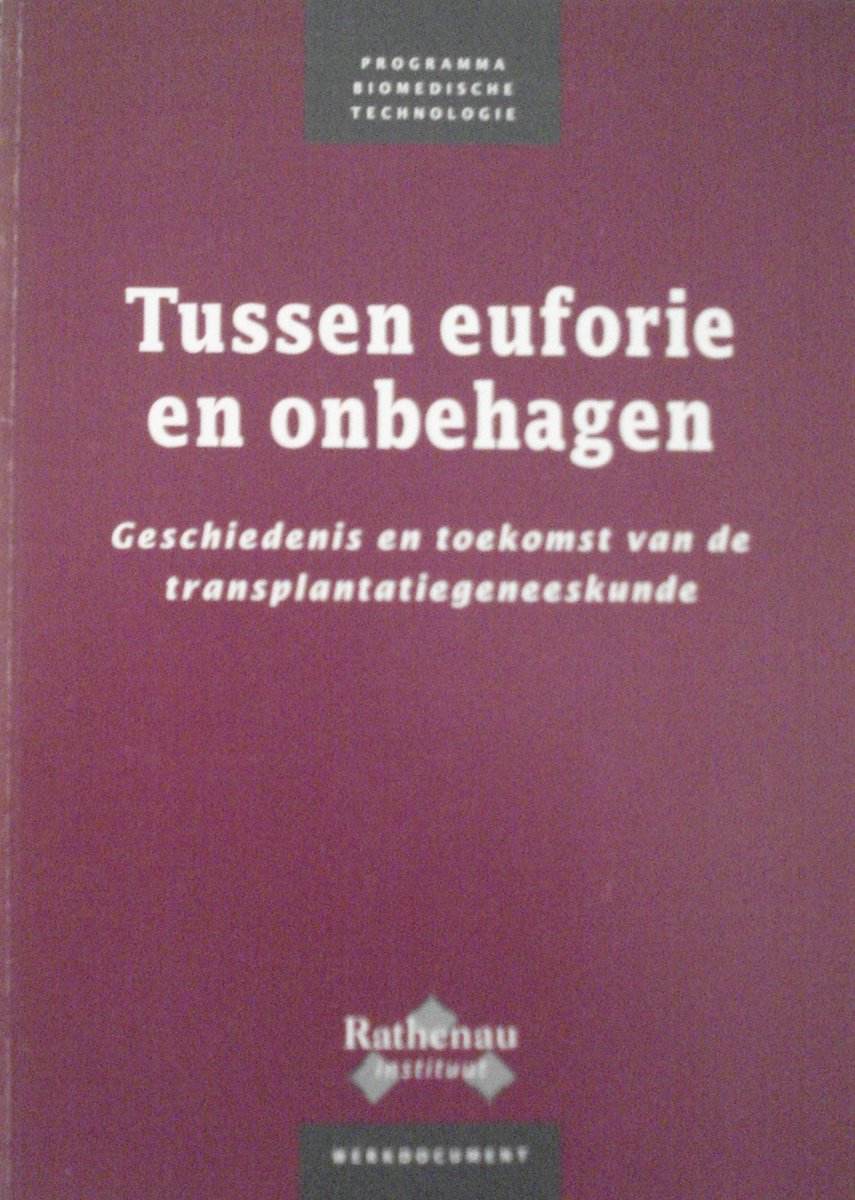 PROGRAMMA
BIOMEDISCHE
TECHNOLOGIE
Tussen euforie
en onbehagen
Geschiedenis en toekomst van de
transplantatiegeneeskunde
Rathenau
Instituut
WERKDOCUMENT